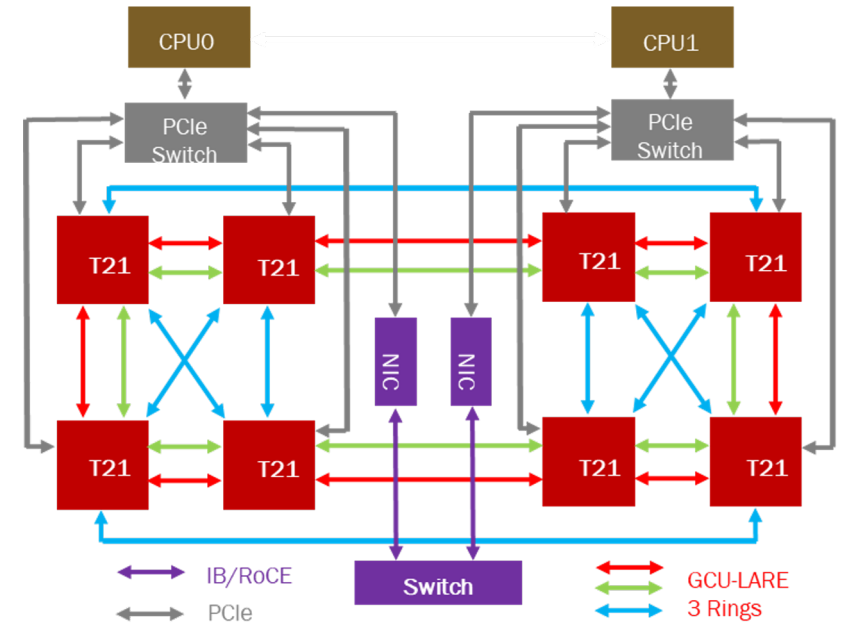 CPU0
CPU1
PCIe
Switch
PCIe
Switch
T21
T21
T21
T21
NIC
NIC
T21
T21
T21
T21
IB/RoCE
Switch
GCU-LARE
PCIe
3 Rings